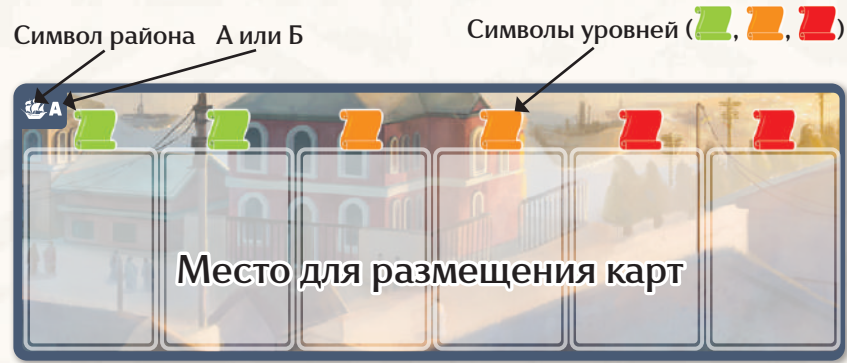 Символ района А или Б
Символы уровней ( , , )
А
Место для размещения карт